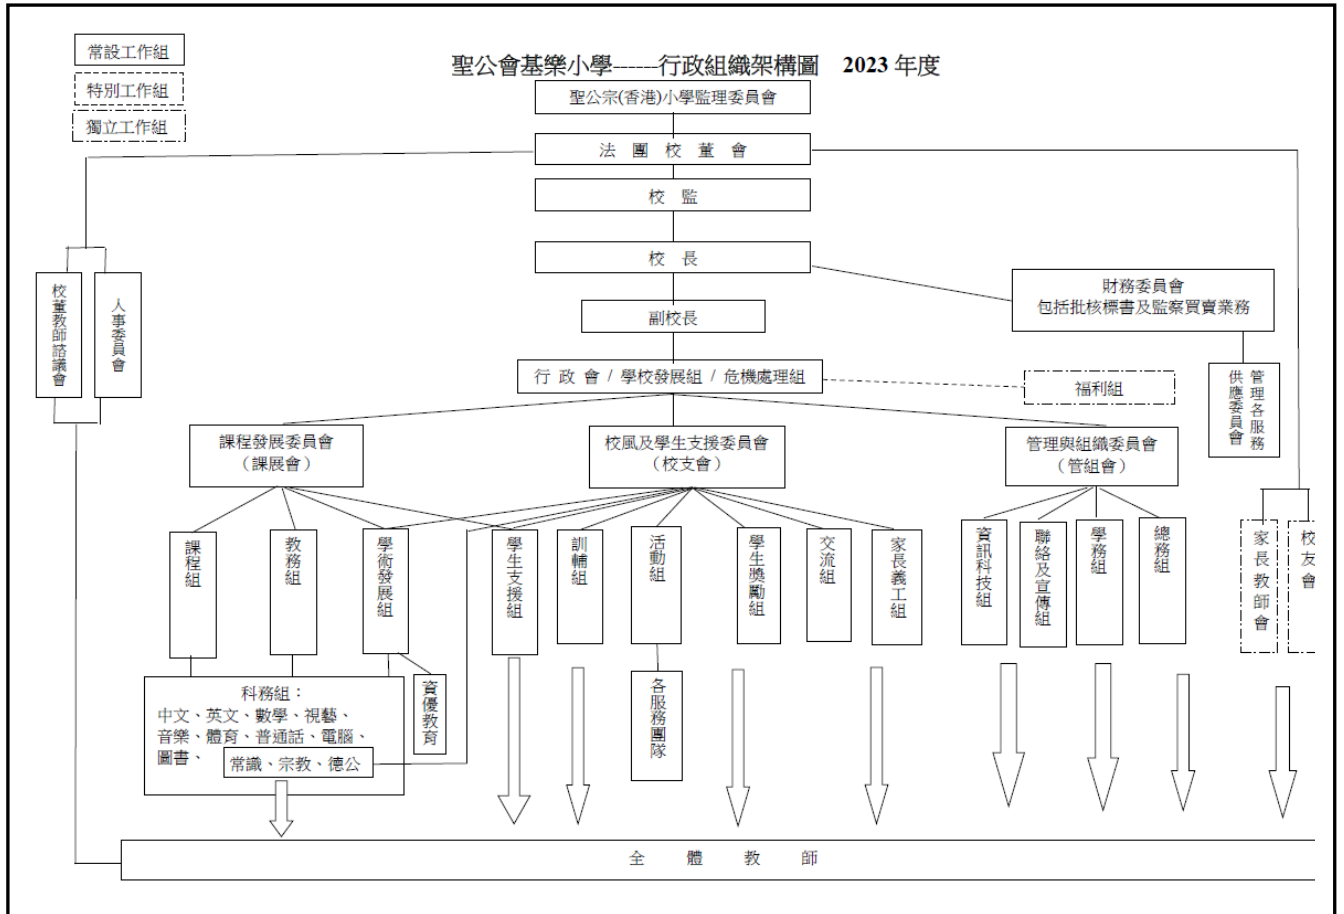 常設工作組
特別工作組
獨立工作組
聖公會基樂小學------行政組織架構圖 2023 年度
聖公宗(香港)小學監理委員會
法 團 校 董 會
校 監
校 長
副校長
財務委員會
包括批核標書及監察買賣業務
校董教師諮議會
人事委員會
行 政 會 / 學校發展組 / 危機處理組
福利組
管理各服務
供應委員會
課程發展委員會
（課展會）
校風及學生支援委員會
（校支會）
管理與組織委員會
（管組會）
課程組
教務組
學術發展組
學生支援組
訓輔組
活動組
學生獎勵組
交流組
家長義工組
資訊科技組
聯絡及宣傳組
學務組
總務組
家長教師會
校友會
科務組：
中文、英文、數學、視藝、
音樂、體育、普通話、電腦、
圖書、
常識、宗教、德公
資優教育
各服務團隊
全 體 教 師